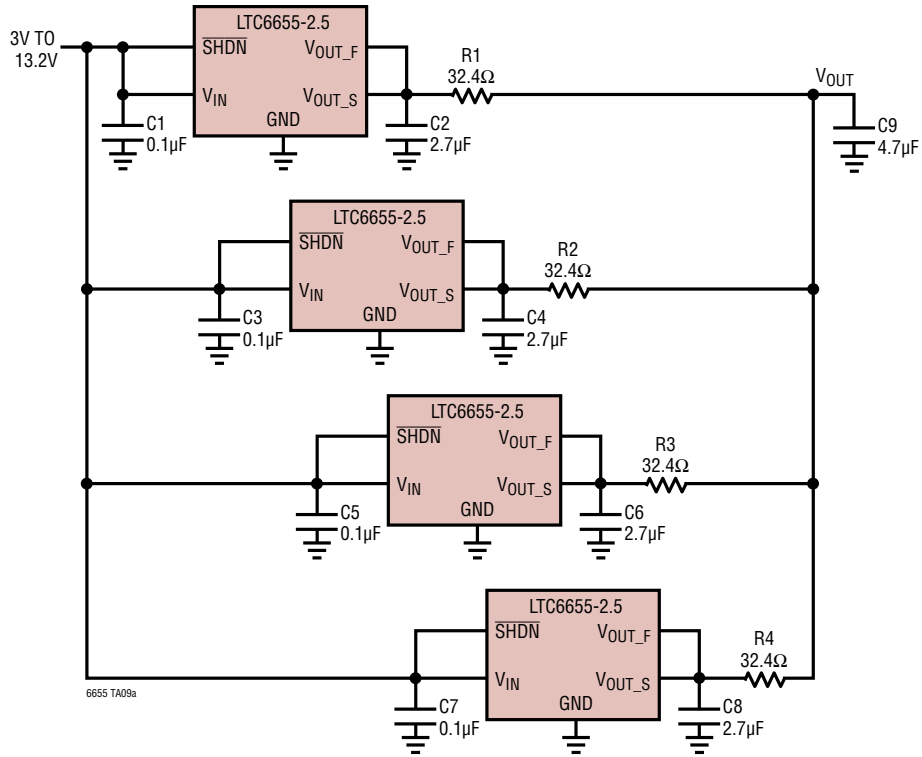 3V TO
13.2V
LTC6655-2.5
SHDN
VOUT_F
VIN
VOUT_S
GND
C1
0.1µF
C2
2.7µF
R1
32.4Ω
VOUT
C9
4.7µF
LTC6655-2.5
SHDN
VOUT_F
VIN
VOUT_S
GND
C3
0.1µF
C4
2.7µF
R2
32.4Ω
LTC6655-2.5
SHDN
VOUT_F
VIN
VOUT_S
GND
C5
0.1µF
C6
2.7µF
R3
32.4Ω
LTC6655-2.5
SHDN
VOUT_F
VIN
VOUT_S
GND
C7
0.1µF
C8
2.7µF
R4
32.4Ω
6655 TA09a